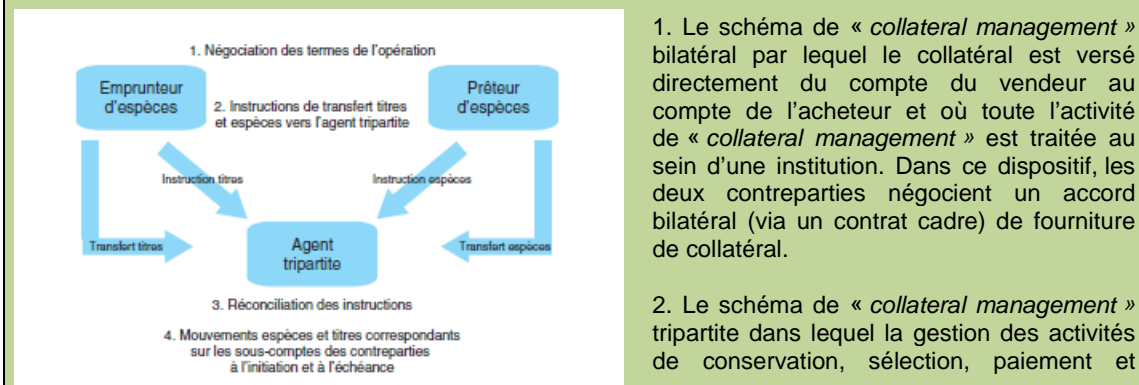 1. Négociation des termes de l'opération
Emprunteur
d'espèces
Prêteur
d'espèces
2. Instructions de transfert titres
et espèces vers l'agent tripartite
Instruction titres
Instruction espèces
Transfert titres
Agent
tripartite
Transfert espèces
3. Réconciliation des instructions
4. Mouvements espèces et titres correspondants
sur les sous-comptes des contreparties
à l'initiation et à l'échéance
1. Le schéma de « collateral management »
bilatéral par lequel le collatéral est versé
directement du compte du vendeur au
compte de l'acheteur et où toute l'activité
de « collateral management » est traitée au
sein d'une institution. Dans ce dispositif, les
deux contreparties négocient un accord
bilatéral (via un contrat cadre) de fourniture
de collatéral.
2. Le schéma de « collateral management »
tripartite dans lequel la gestion des activités
de conservation, sélection, paiement et